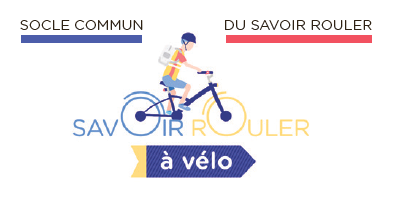 SOCLE COMMUN DU SAVOIR ROULER
SAVOIR ROULER
à vélo